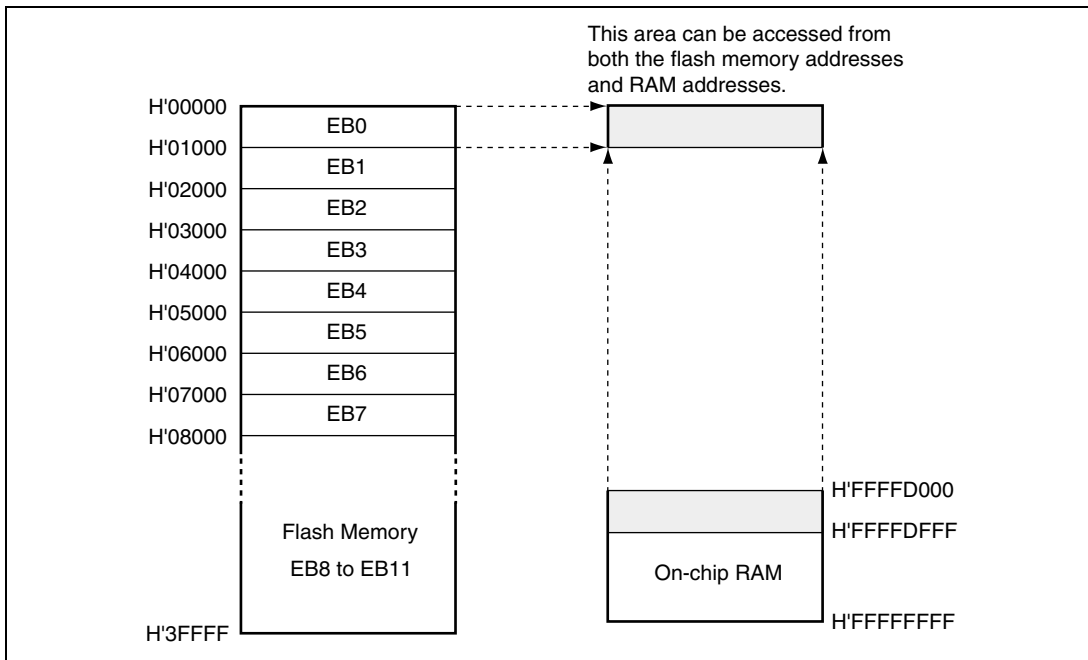 This area can be accessed from
both the flash memory addresses
and RAM addresses.
H'00000
EB0
H'01000
EB1
H'02000
EB2
H'03000
EB3
H'04000
EB4
H'05000
EB5
H'06000
EB6
H'07000
EB7
H'08000
H'FFFFD000
Flash Memory
H'FFFFDFFF
EB8 to EB11
On-chip RAM
H'FFFFFFFF
H'3FFFF